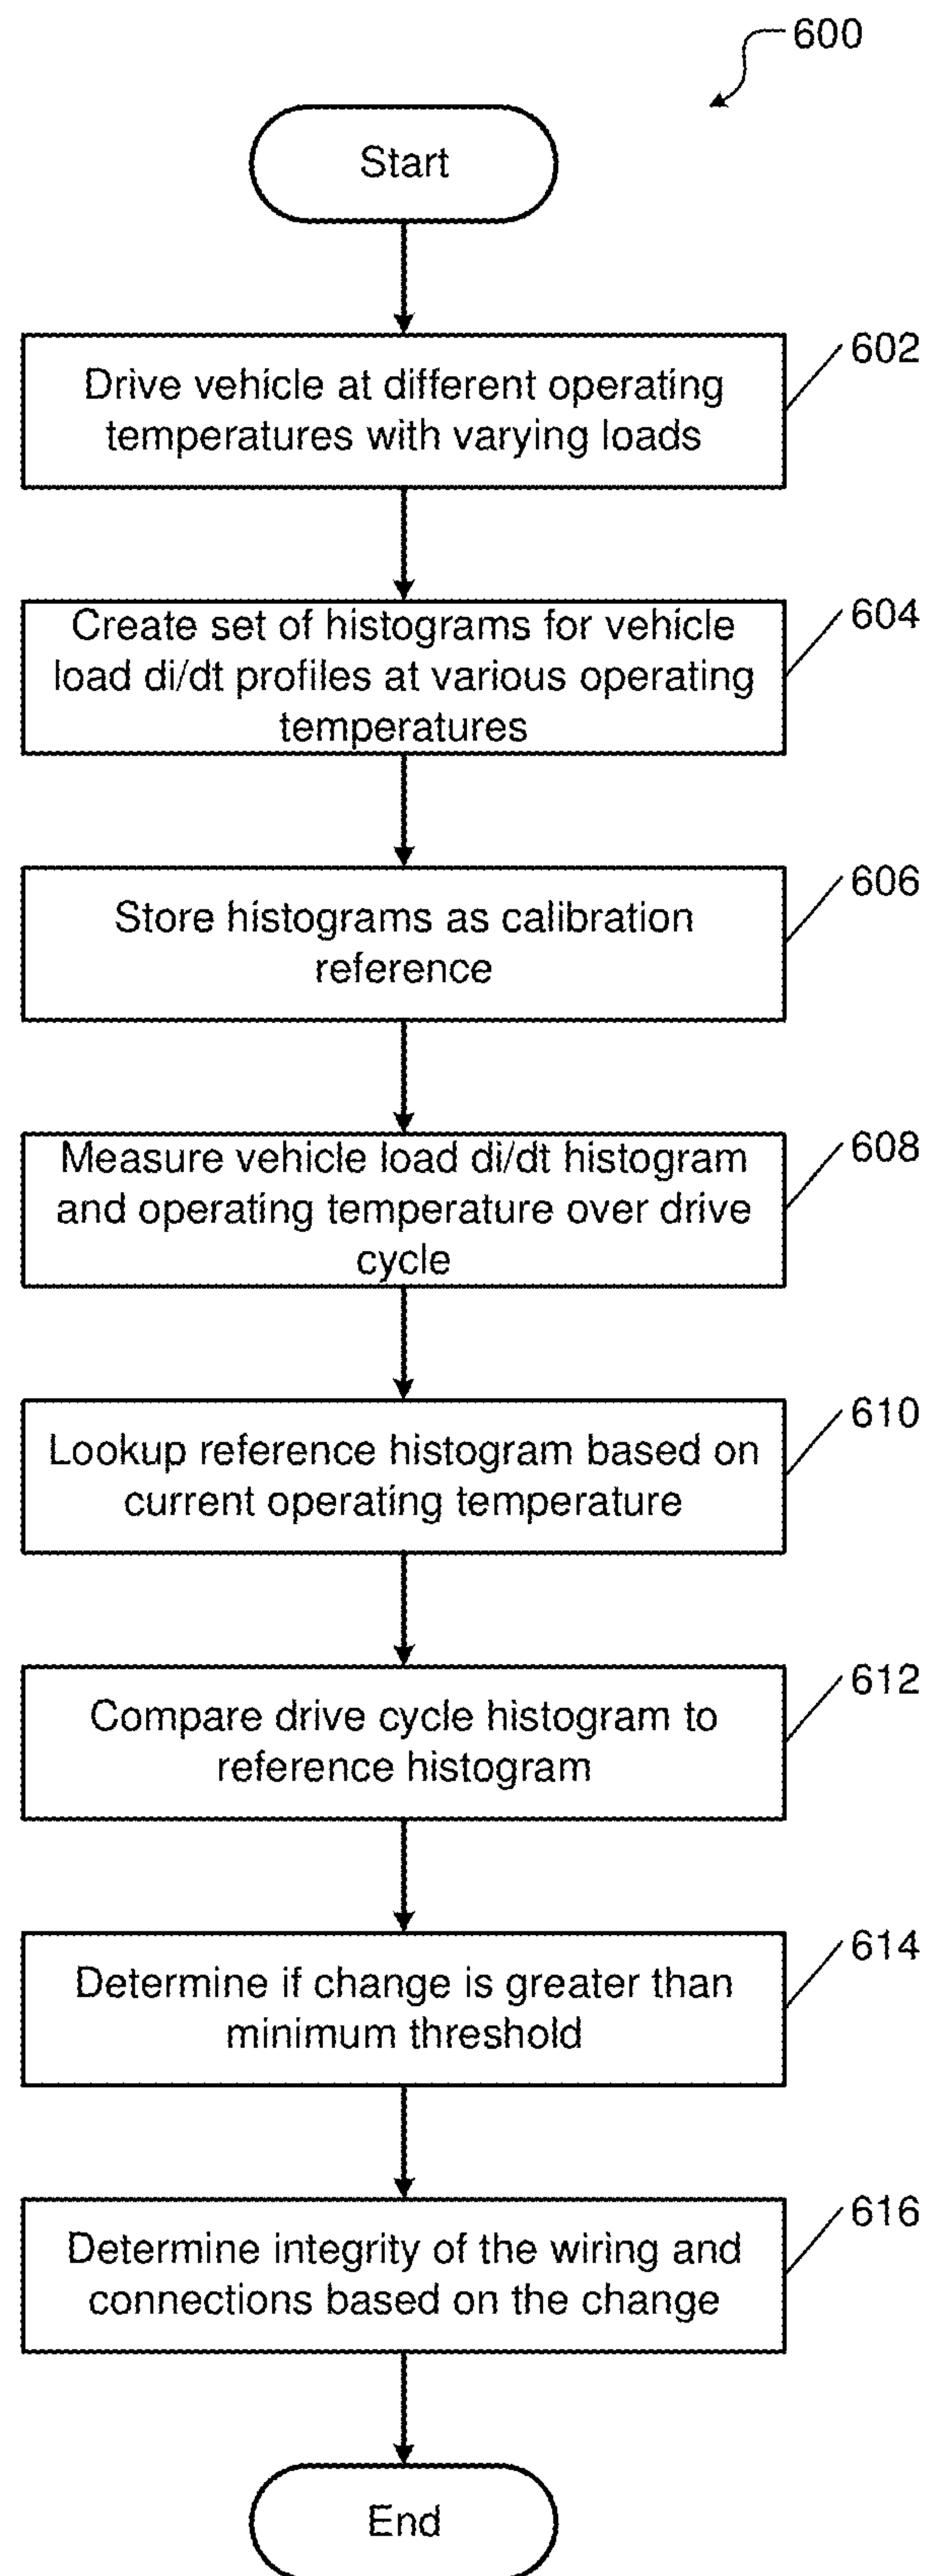 600
Start
602
Drive vehicle at different operating
temperatures with varying loads
604
Create set of histograms for vehicle
load di/dt profiles at various operating
temperatures
606
Store histograms as calibration
reference
608
Measure vehicle load di/dt histogram
and operating temperature over drive
cycle
610
Lookup reference histogram based on
current operating temperature
612
Compare drive cycle histogram to
reference histogram
614
Determine if change is greater than
minimum threshold
616
Determine integrity of the wiring and
connections based on the change
End